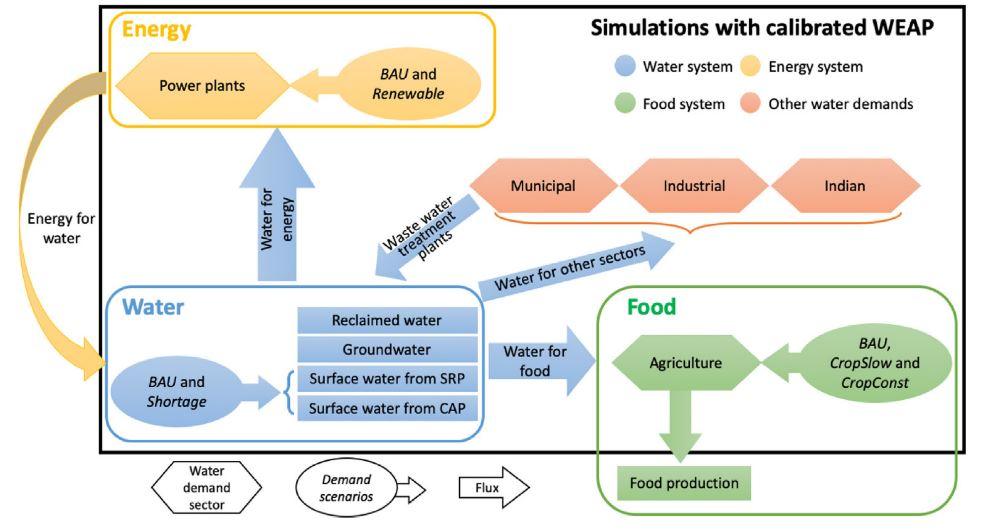 Energy
Simulations with calibrated WEAP
Water system
Energy system
Food system
Other water demands
Power plants
BAU and
Renewable
Municipal
Industrial
Indian
Energy for
water
Water for
energy
Waste water
treatment
plants
Water for other sectors
Water
Reclaimed water
Groundwater
Surface water from SRP
Surface water from CAP
BAU and
Shortage
Water for
food
Food
Agriculture
BAU,
CropSlow and
CropConst
Food production
Water
demand
sector
Demand
scenarios
Flux